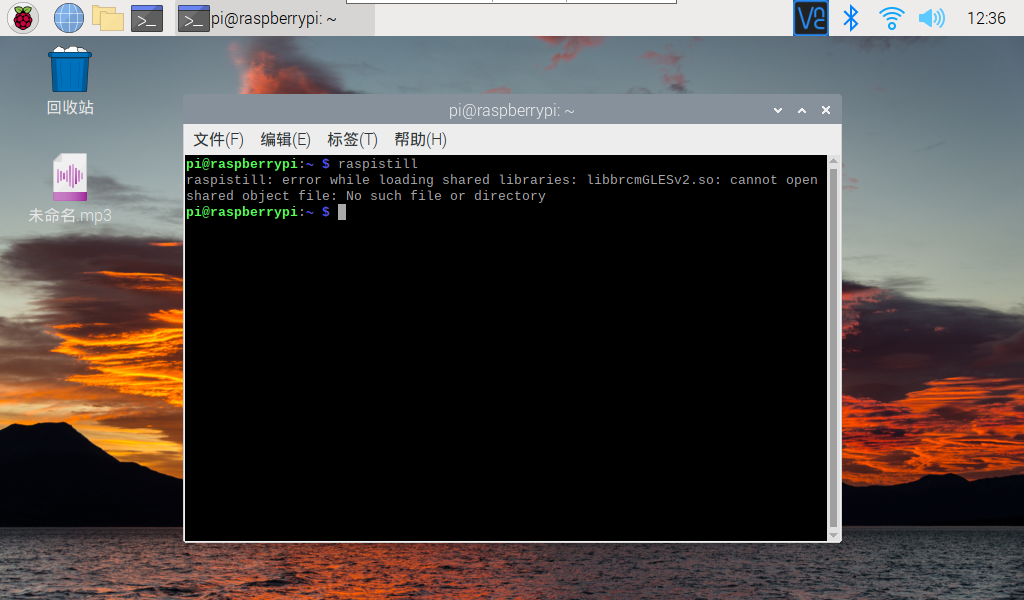 pi@raspberrypi: ~
VNC
12:36
回收站
未命名.mp3
pi@raspberrypi: ~
文件(F) 编辑(E) 标签(T) 帮助(H)
pi@raspberrypi:~ $ raspistill
raspistill: error while loading shared libraries: libbrcmGLESv2.so: cannot open
shared object file: No such file or directory
pi@raspberrypi:~ $